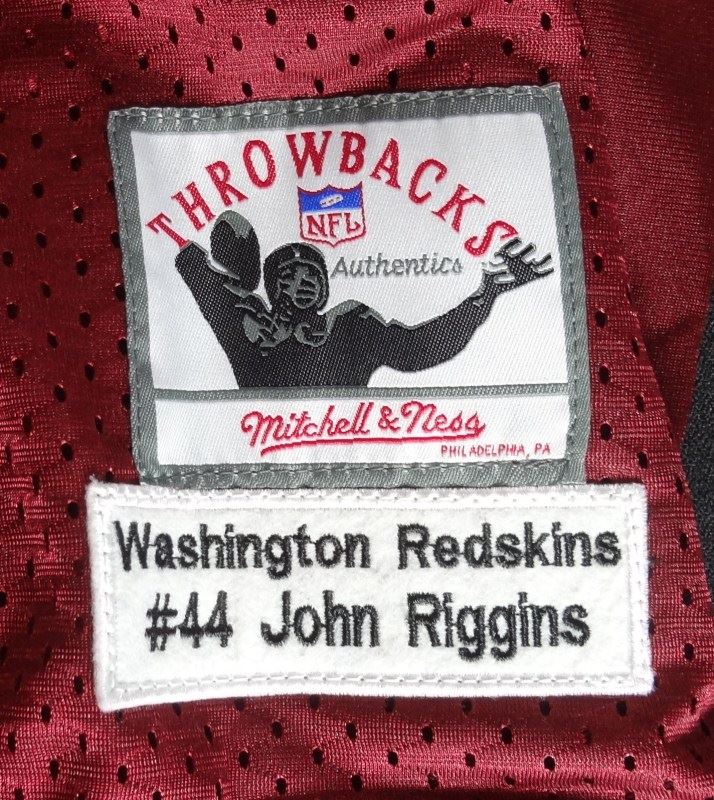 THROWBACKS
NFL
Authentics
Mitchell & Ness
PHILADELPHIA, PA
Washington Redskins
#44 John Riggins